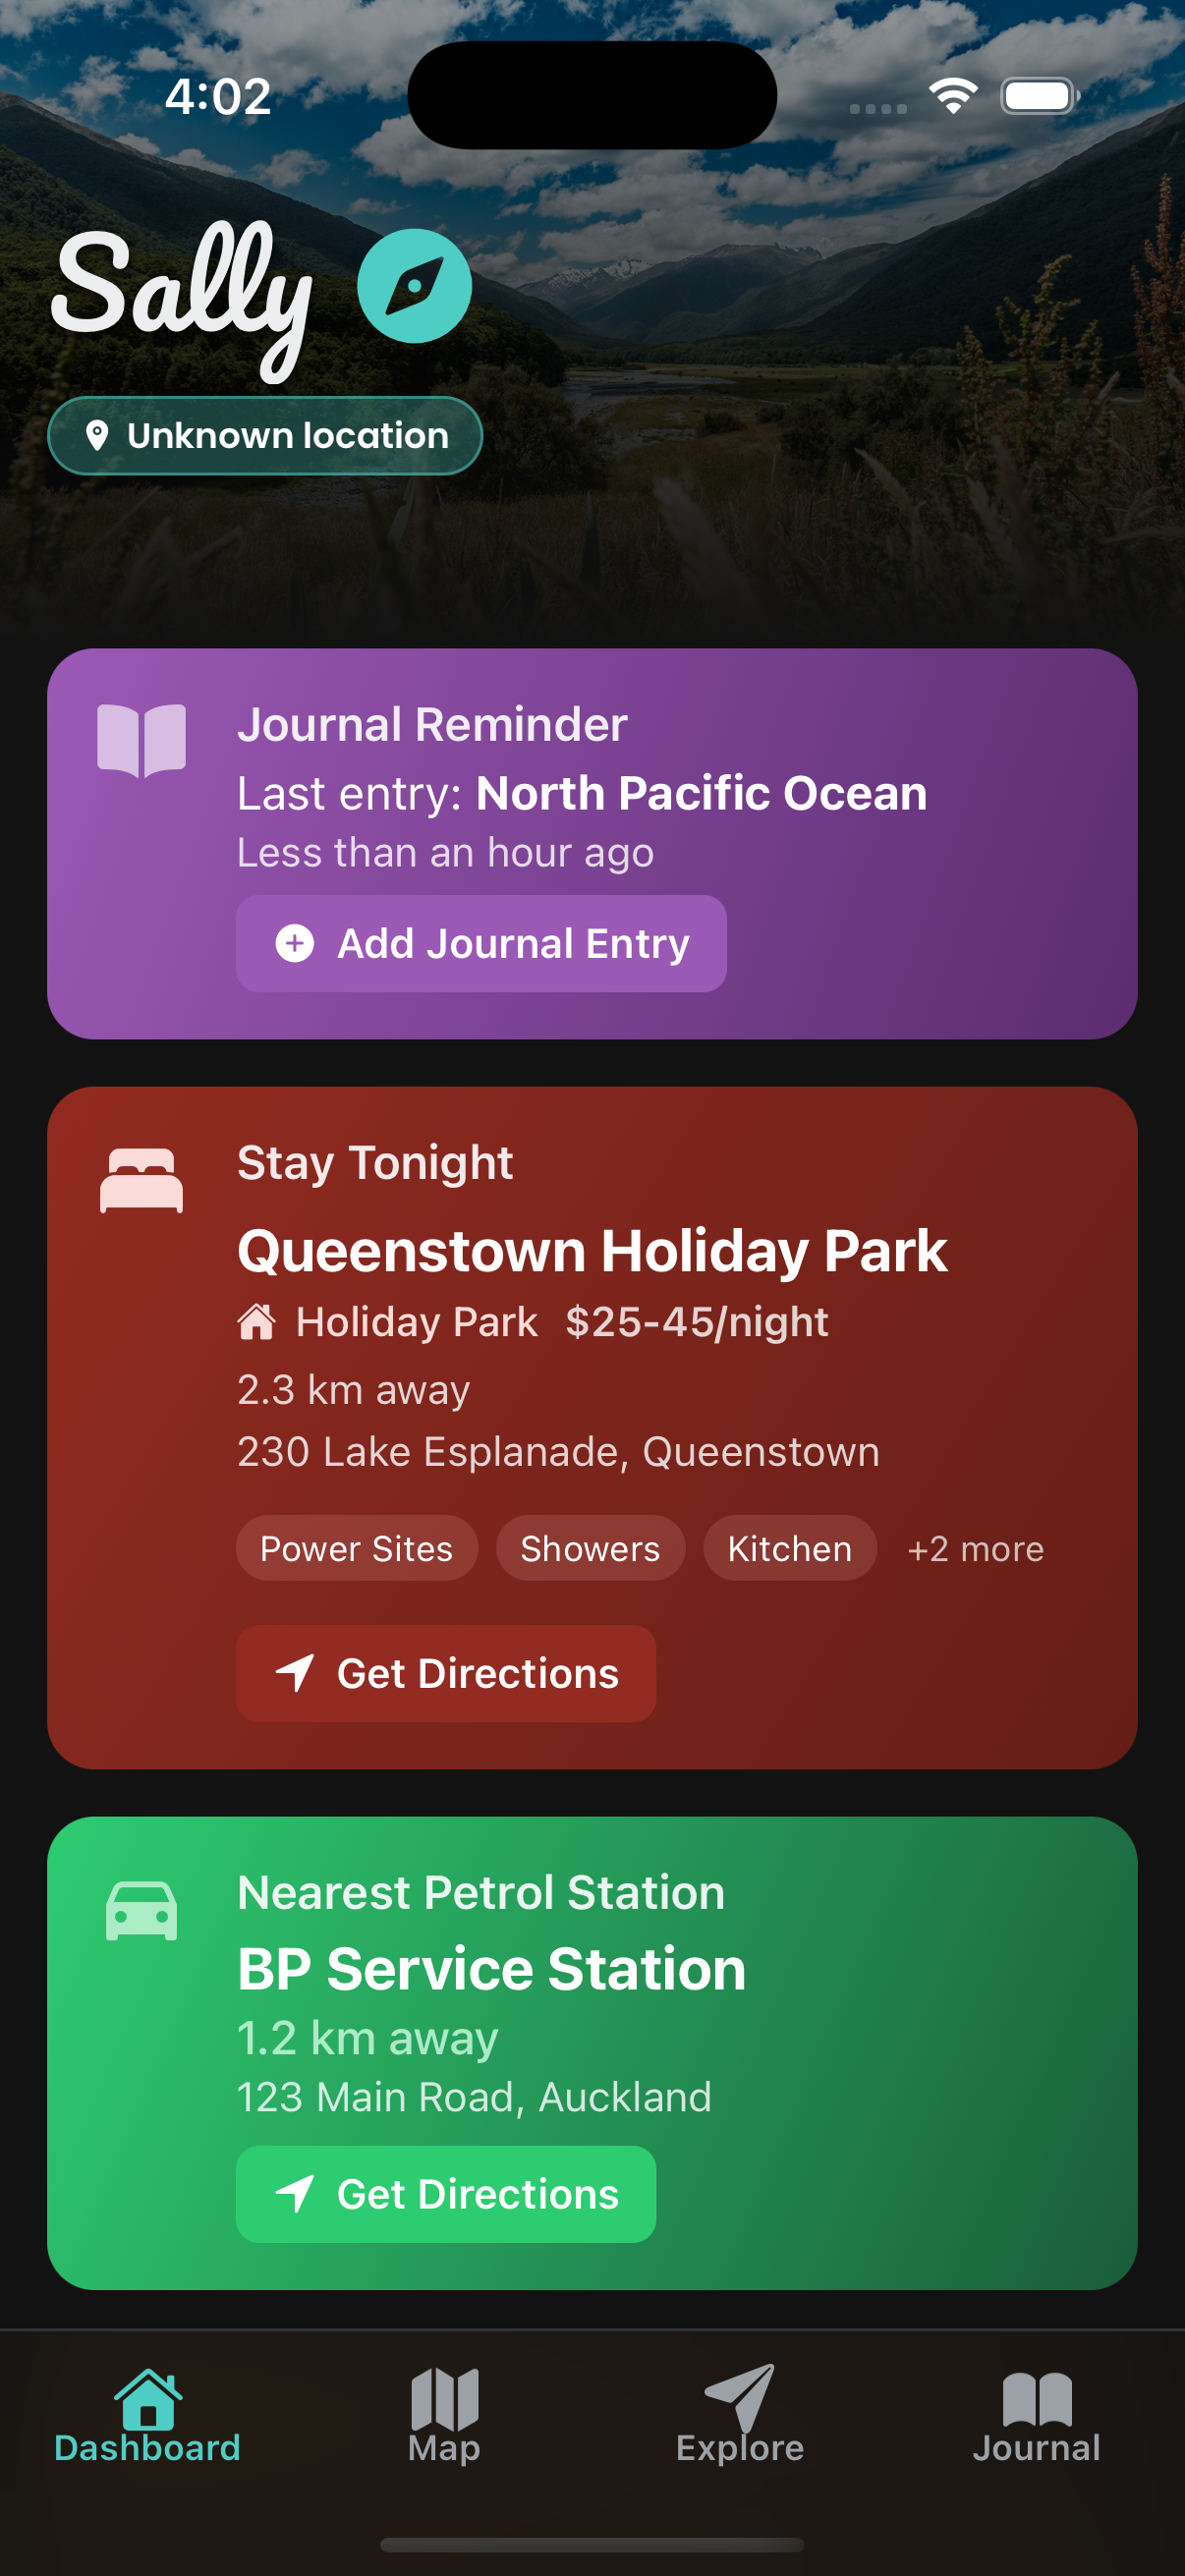 4:02
Sally
Unknown location
Journal Reminder
Last entry: North Pacific Ocean
Less than an hour ago
Add Journal Entry
Stay Tonight
Queenstown Holiday Park
Holiday Park $25-45/night
2.3 km away
230 Lake Esplanade, Queenstown
Power Sites Showers Kitchen +2 more
Get Directions
Nearest Petrol Station
BP Service Station
1.2 km away
123 Main Road, Auckland
Get Directions
Dashboard Map Explore Journal